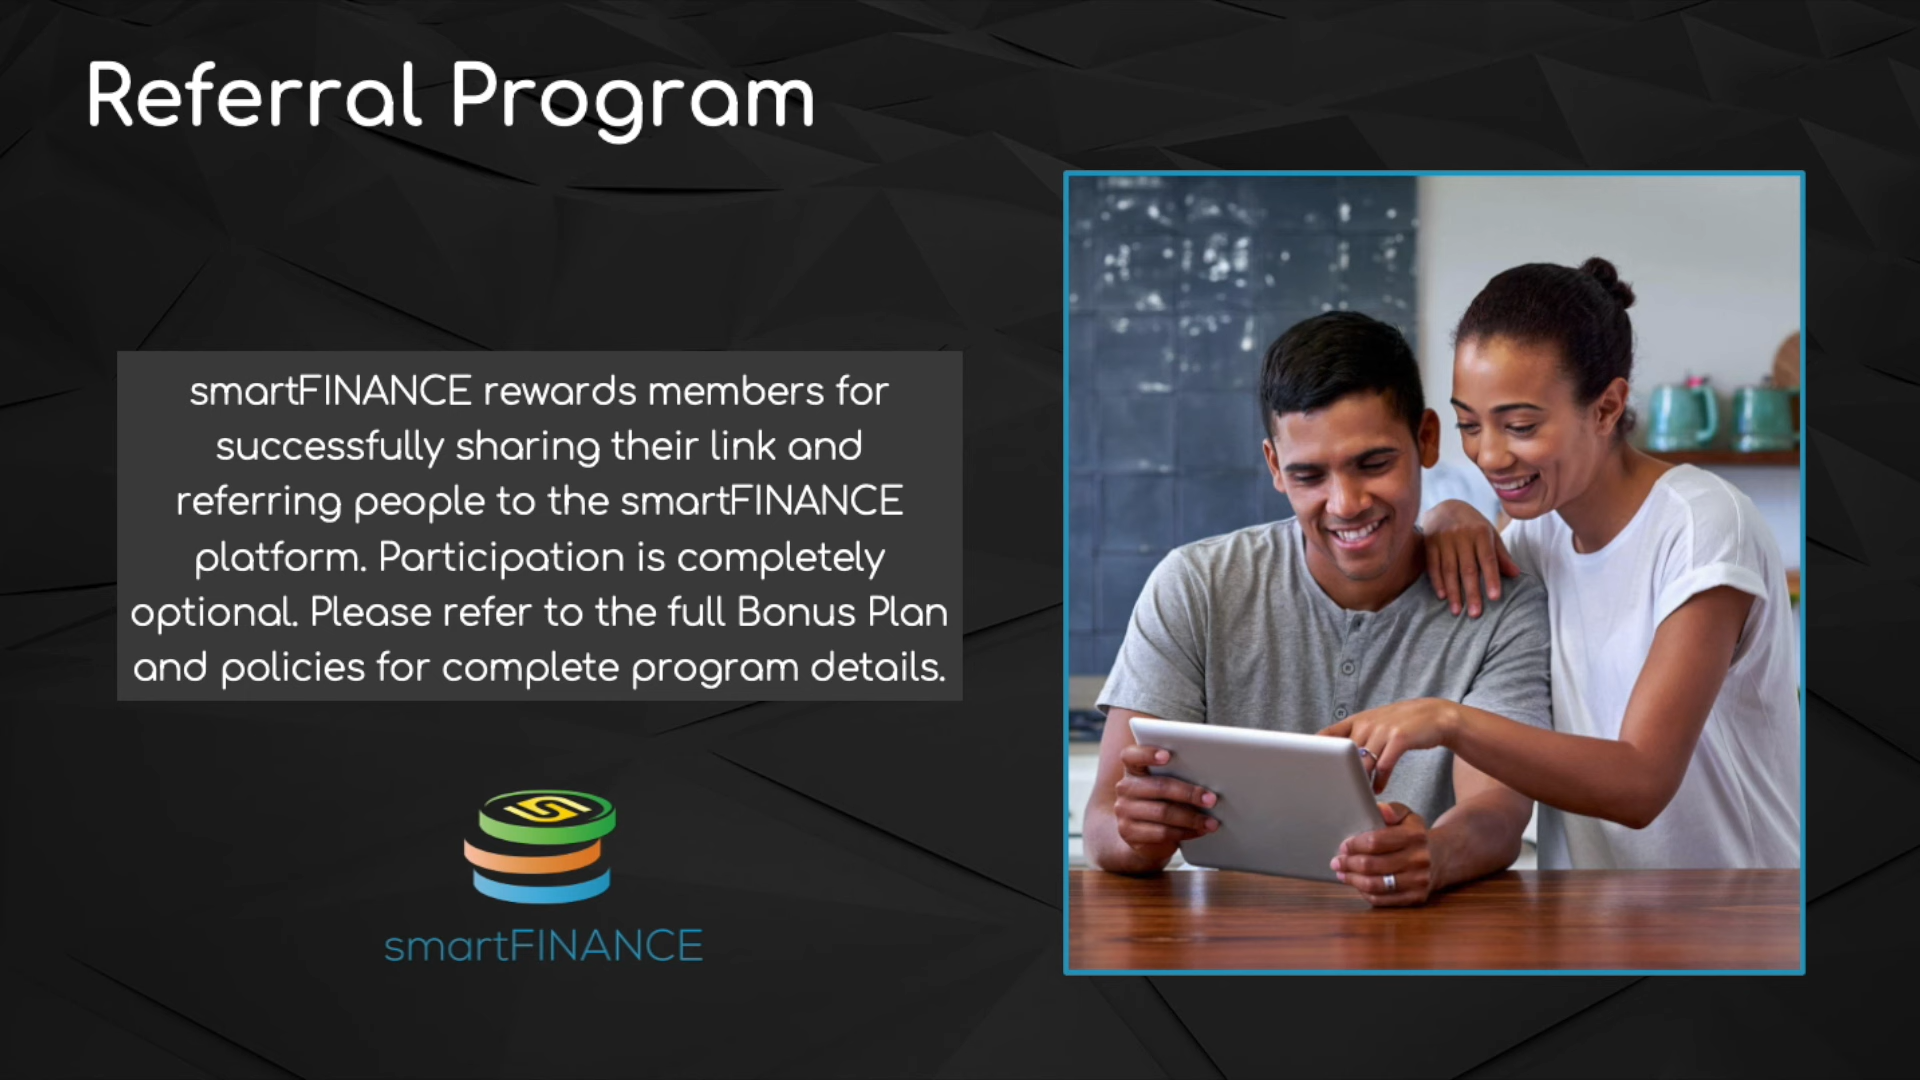 Referral Program
smartFINANCE rewards members for
successfully sharing their link and
referring people to the smartFINANCE
platform. Participation is completely
optional. Please refer to the full Bonus Plan
and policies for complete program details.
smartFINANCE